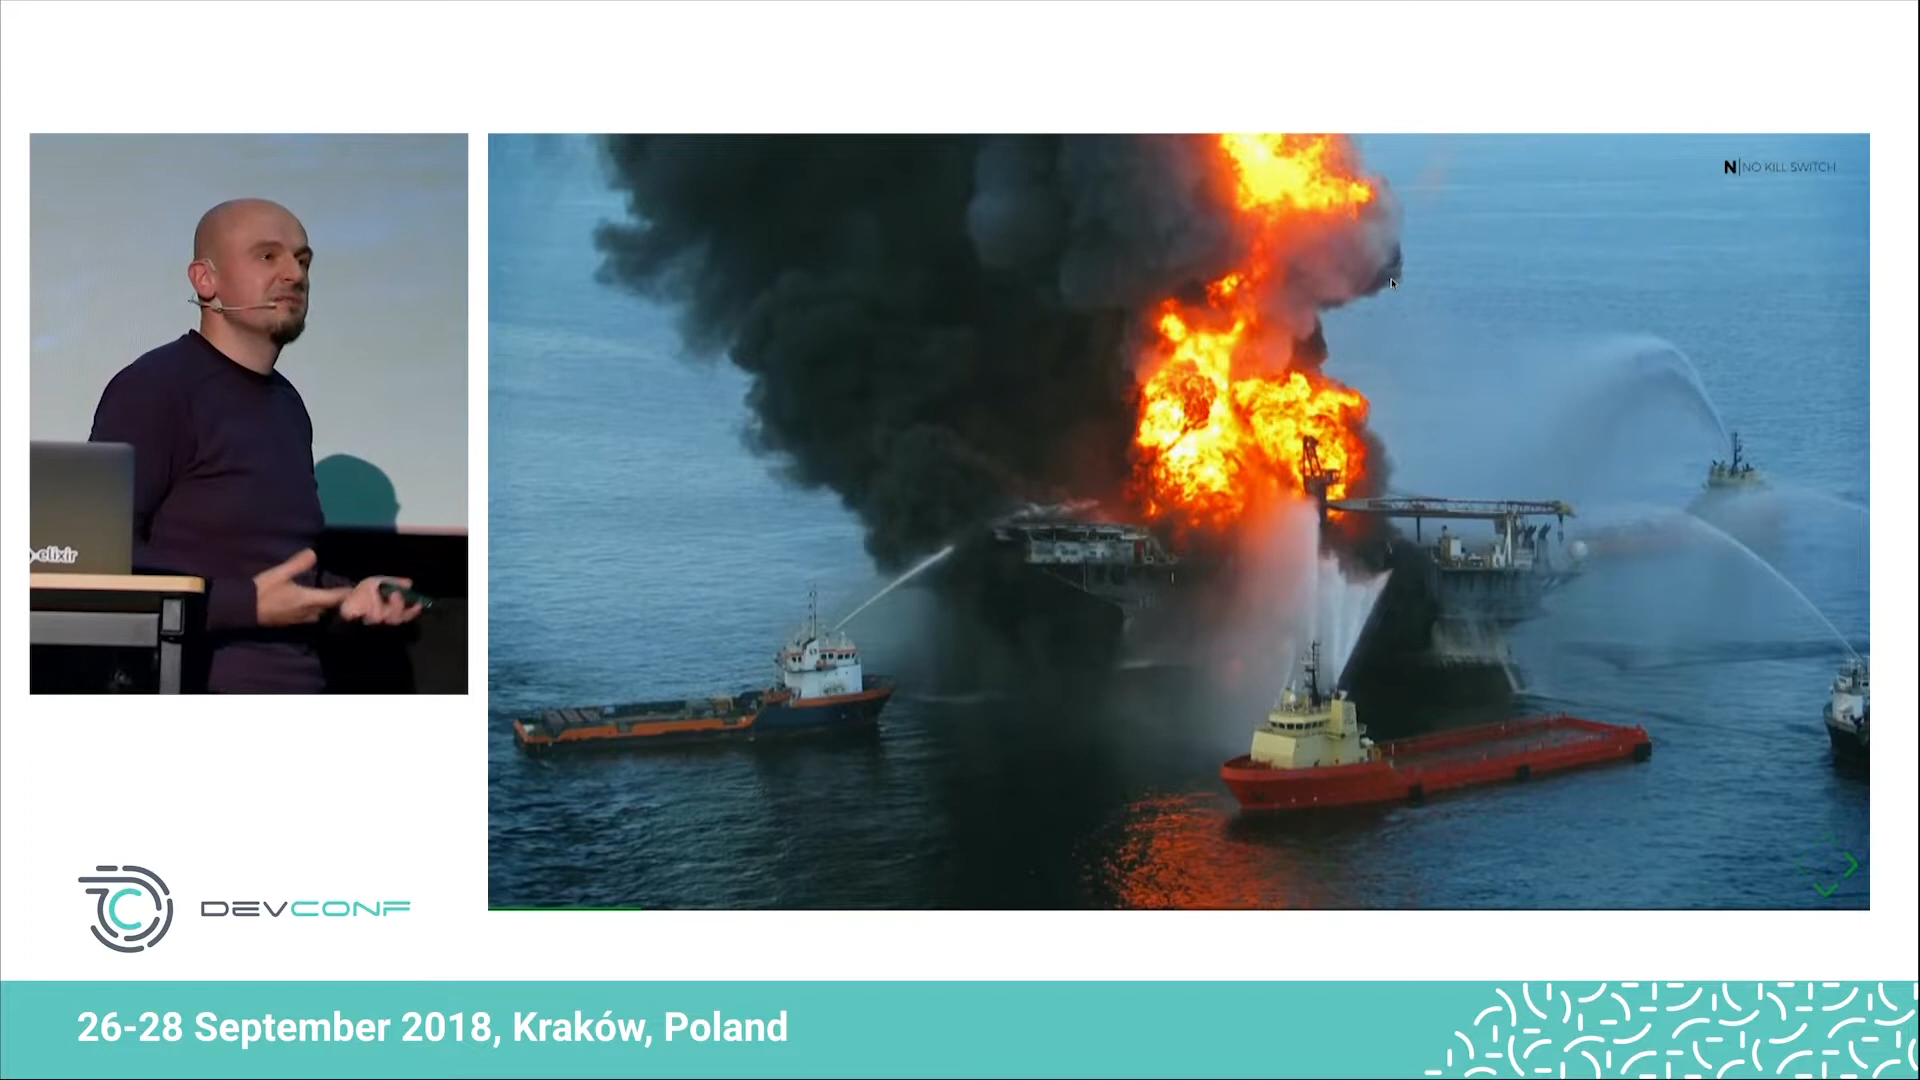 N|NO KILL SWITCH
elixir
DEVCONF
26-28 September 2018, Kraków, Poland